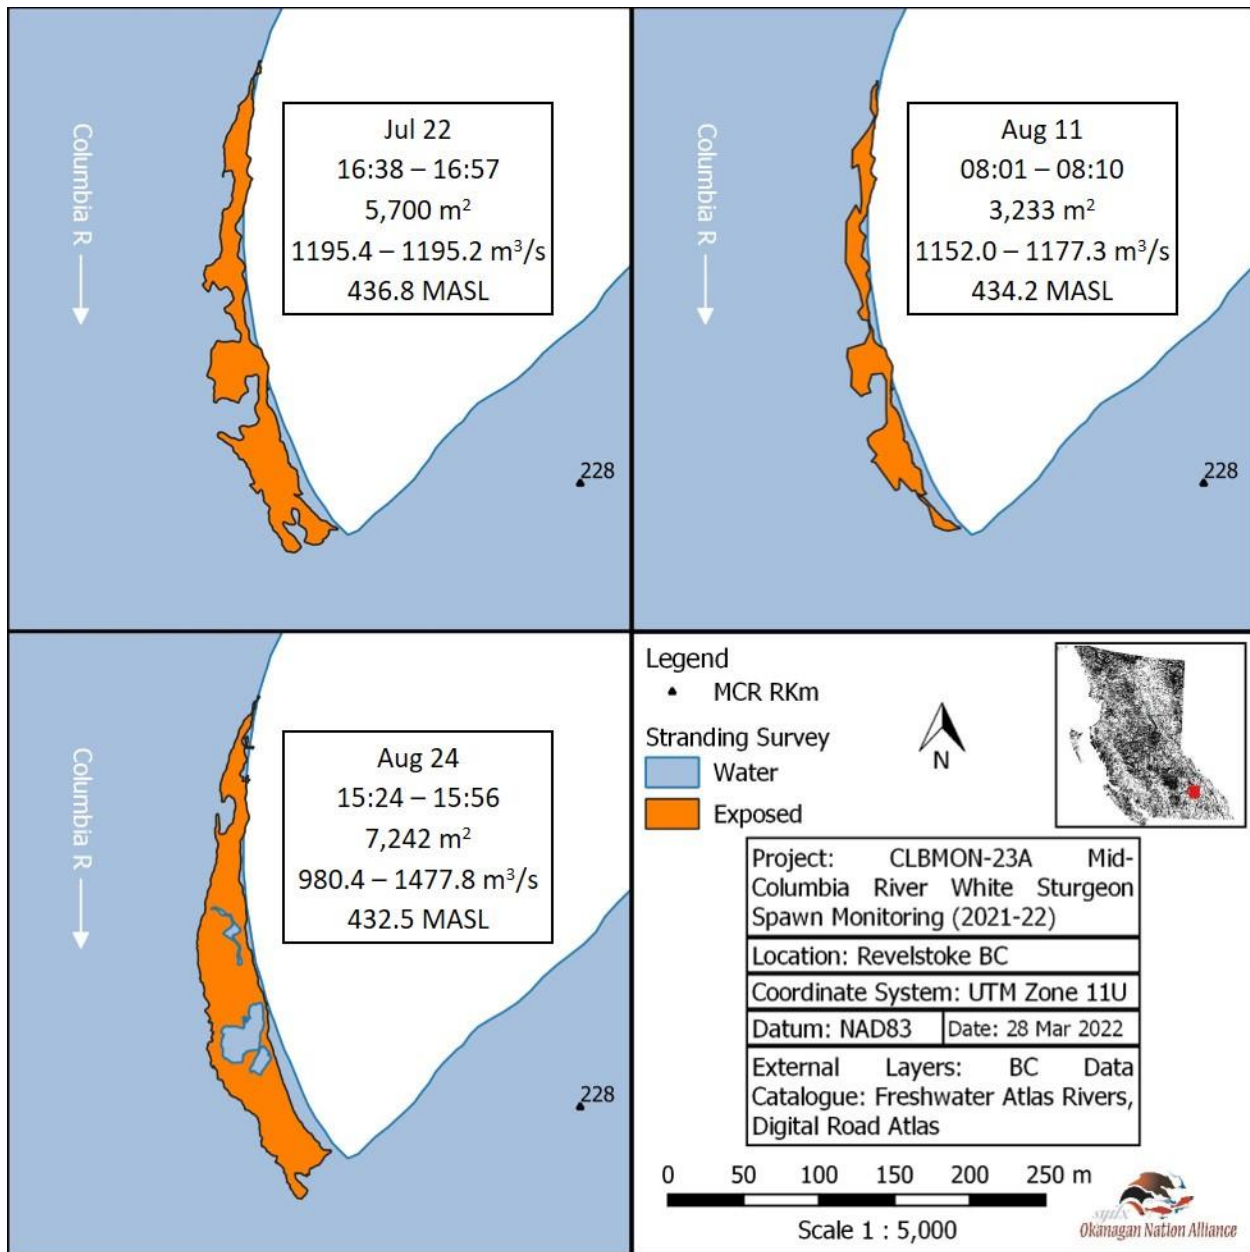 Columbia R
Jul 22
16:38 – 16:57
5,700 m²
1195.4 – 1195.2 m³/s
436.8 MASL
228
Columbia R
Aug 11
08:01 – 08:10
3,233 m²
1152.0 – 1177.3 m³/s
434.2 MASL
228
Columbia R
Aug 24
15:24 – 15:56
7,242 m²
980.4 – 1477.8 m³/s
432.5 MASL
228
Legend
MCR RKm
Stranding Survey
Water
Exposed
N
Project: CLBMON-23A Mid-
Columbia River White Sturgeon
Spawn Monitoring (2021-22)
Location: Revelstoke BC
Coordinate System: UTM Zone 11U
Datum: NAD83 Date: 28 Mar 2022
External Layers: BC Data
Catalogue: Freshwater Atlas Rivers,
Digital Road Atlas
0 50 100 150 200 250 m
Scale 1 : 5,000
syilx
Okanagan Nation Alliance